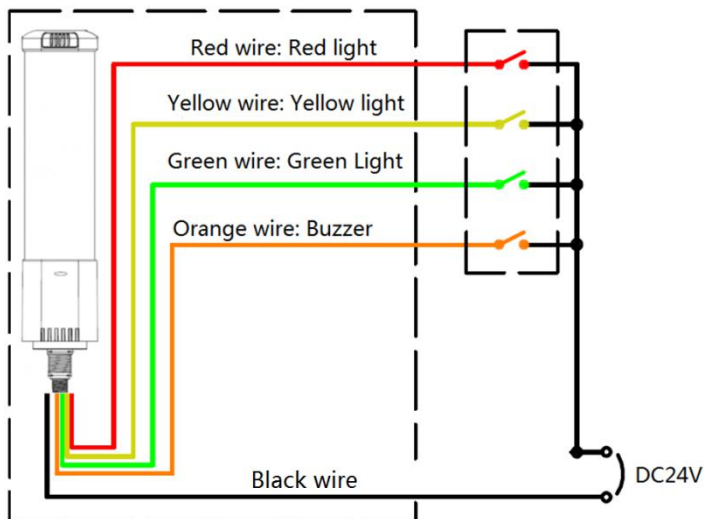 Red wire: Red light
Yellow wire: Yellow light
Green wire: Green Light
Orange wire: Buzzer
Black wire
DC24V